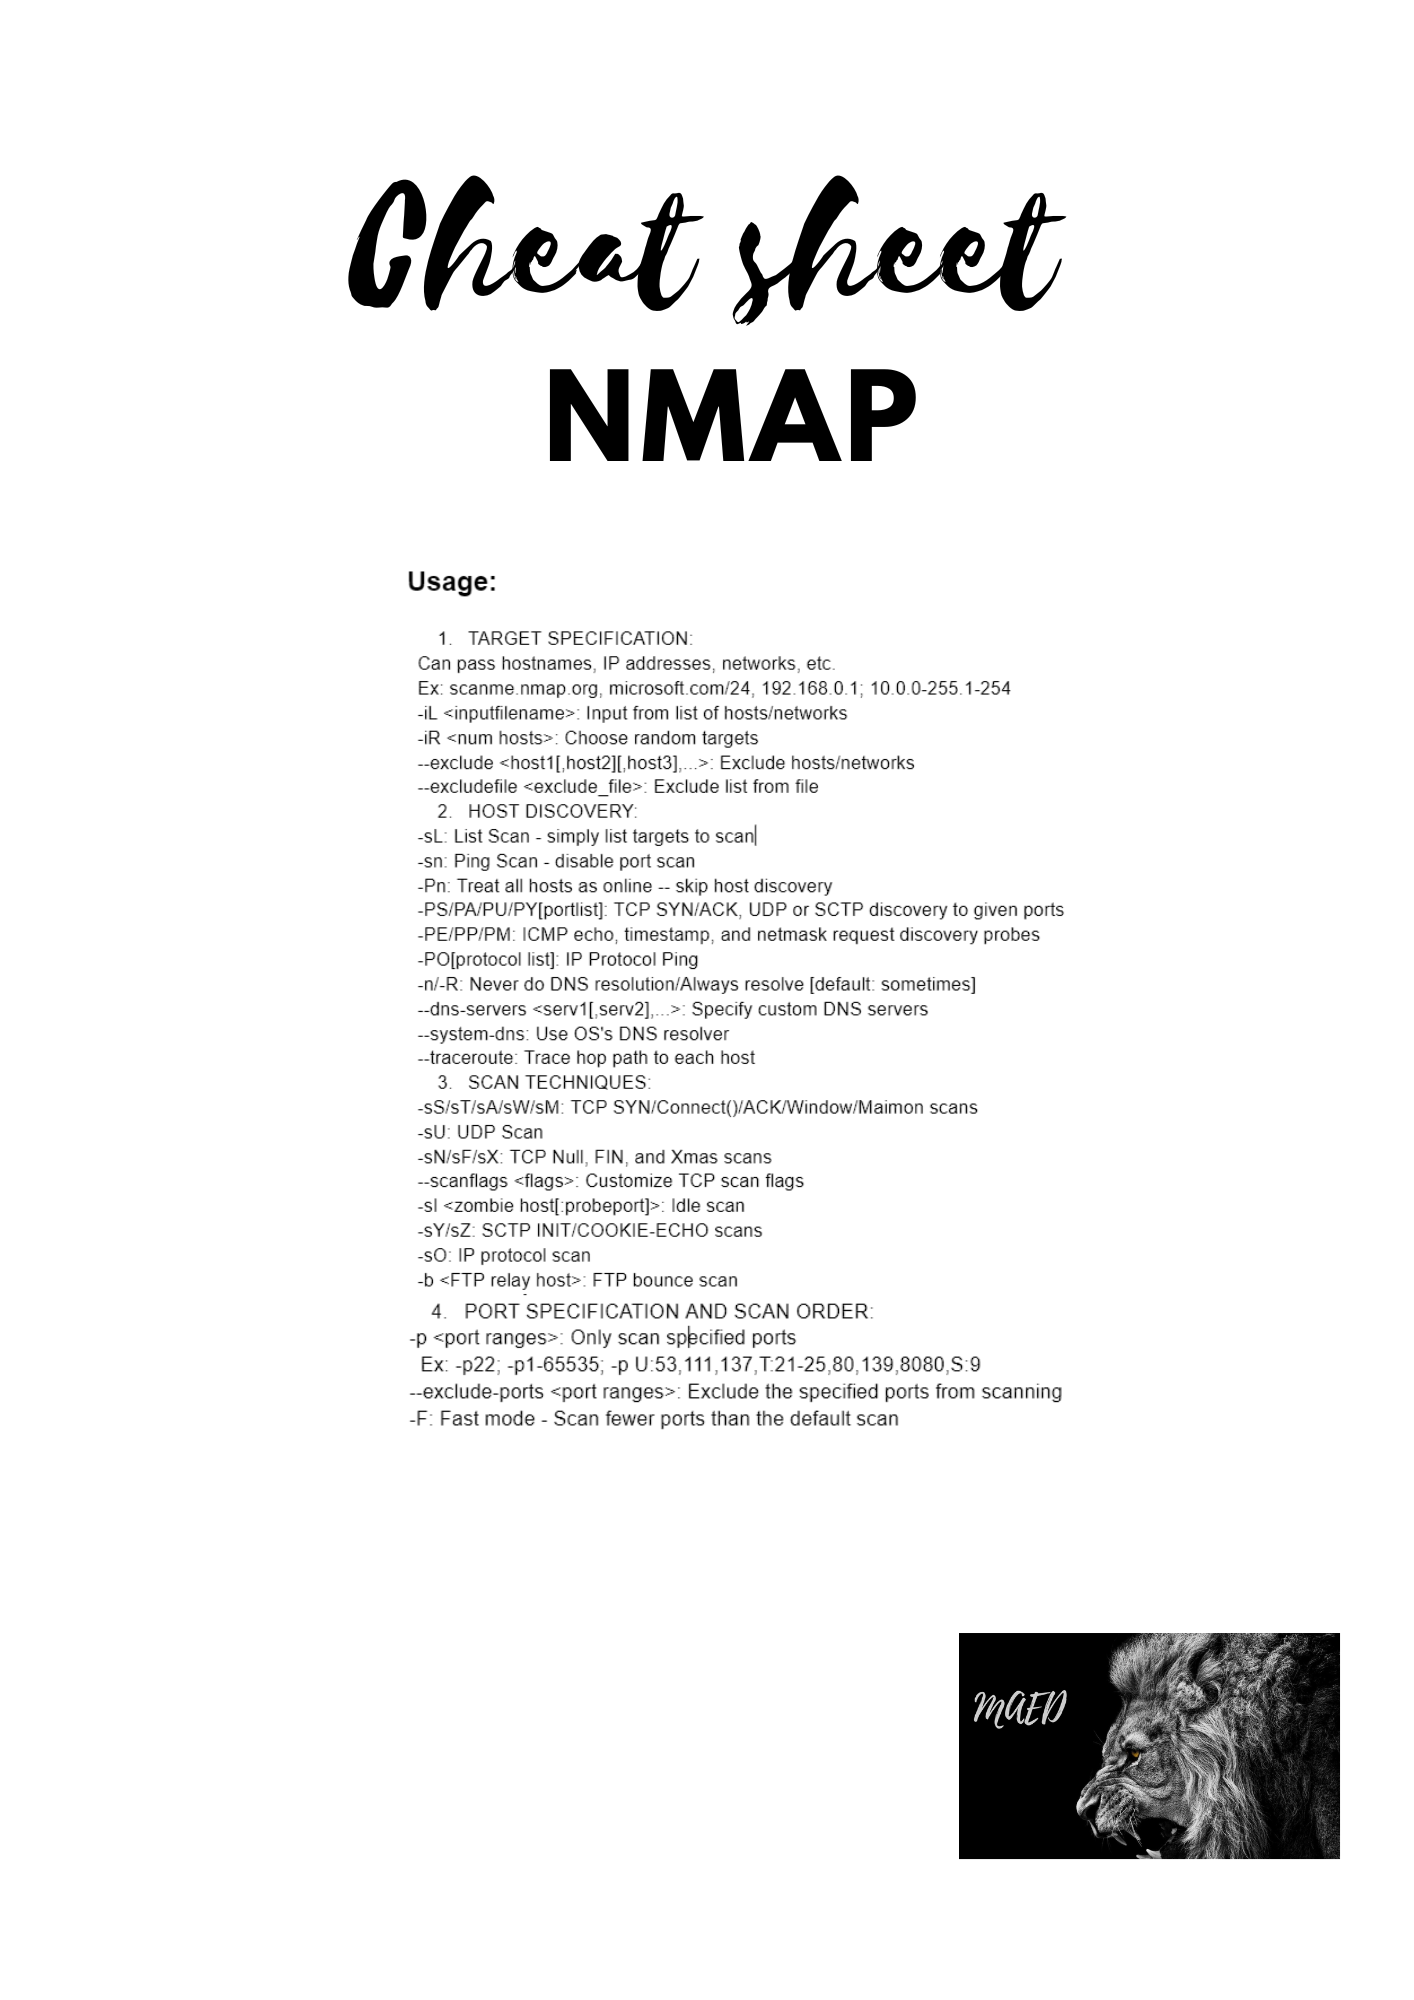 Cheat sheet
NMAP
Usage:
1. TARGET SPECIFICATION:
Can pass hostnames, IP addresses, networks, etc.
Ex: scanme.nmap.org, microsoft.com/24, 192.168.0.1; 10.0.0-255.1-254
-iL <inputfilename>: Input from list of hosts/networks
-iR <num hosts>: Choose random targets
--exclude <host1[,host2][,host3],...>: Exclude hosts/networks
--excludefile <exclude_file>: Exclude list from file
2. HOST DISCOVERY:
-sL: List Scan - simply list targets to scan
-sn: Ping Scan - disable port scan
-Pn: Treat all hosts as online -- skip host discovery
-PS/PA/PU/PY[portlist]: TCP SYN/ACK, UDP or SCTP discovery to given ports
-PE/PP/PM: ICMP echo, timestamp, and netmask request discovery probes
-PO[protocol list]: IP Protocol Ping
-n/-R: Never do DNS resolution/Always resolve [default: sometimes]
--dns-servers <serv1[,serv2],...>: Specify custom DNS servers
--system-dns: Use OS's DNS resolver
--traceroute: Trace hop path to each host
3. SCAN TECHNIQUES:
-sS/sT/sA/sW/sM: TCP SYN/Connect()/ACK/Window/Maimon scans
-sU: UDP Scan
-sN/sF/sX: TCP Null, FIN, and Xmas scans
--scanflags <flags>: Customize TCP scan flags
-sI <zombie host[:probeport]>: Idle scan
-sY/sZ: SCTP INIT/COOKIE-ECHO scans
-sO: IP protocol scan
-b <FTP relay host>: FTP bounce scan
4. PORT SPECIFICATION AND SCAN ORDER:
-p <port ranges>: Only scan specified ports
Ex: -p22; -p1-65535; -p U:53,111,137,T:21-25,80,139,8080,S:9
--exclude-ports <port ranges>: Exclude the specified ports from scanning
-F: Fast mode - Scan fewer ports than the default scan
MAED